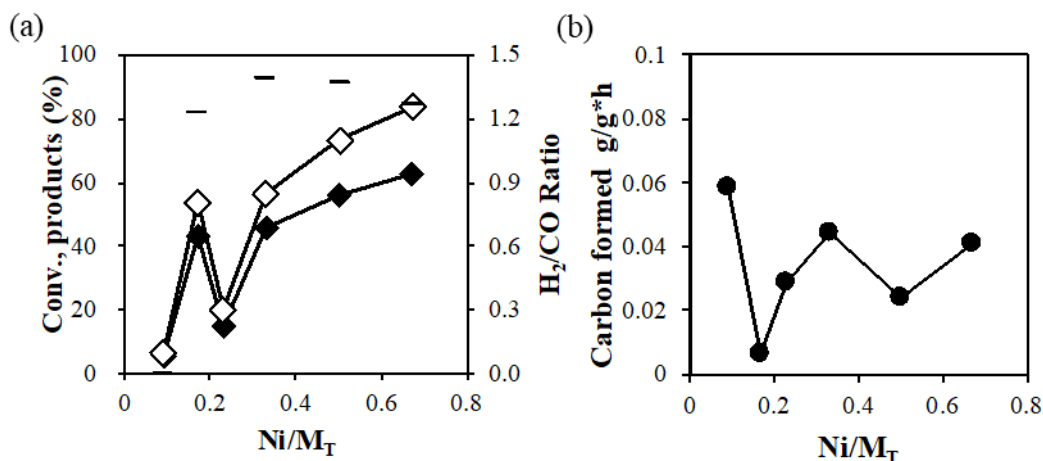 (a)
Conv., products (%)
100
80
60
40
20
0
0 0.2 0.4 0.6 0.8
Ni/M_T
1.5
1.2
0.9
0.6
0.3
0.0
H₂/CO Ratio
(b)
Carbon formed g/g*h
0.1
0.08
0.06
0.04
0.02
0
0 0.2 0.4 0.6 0.8
Ni/M_T